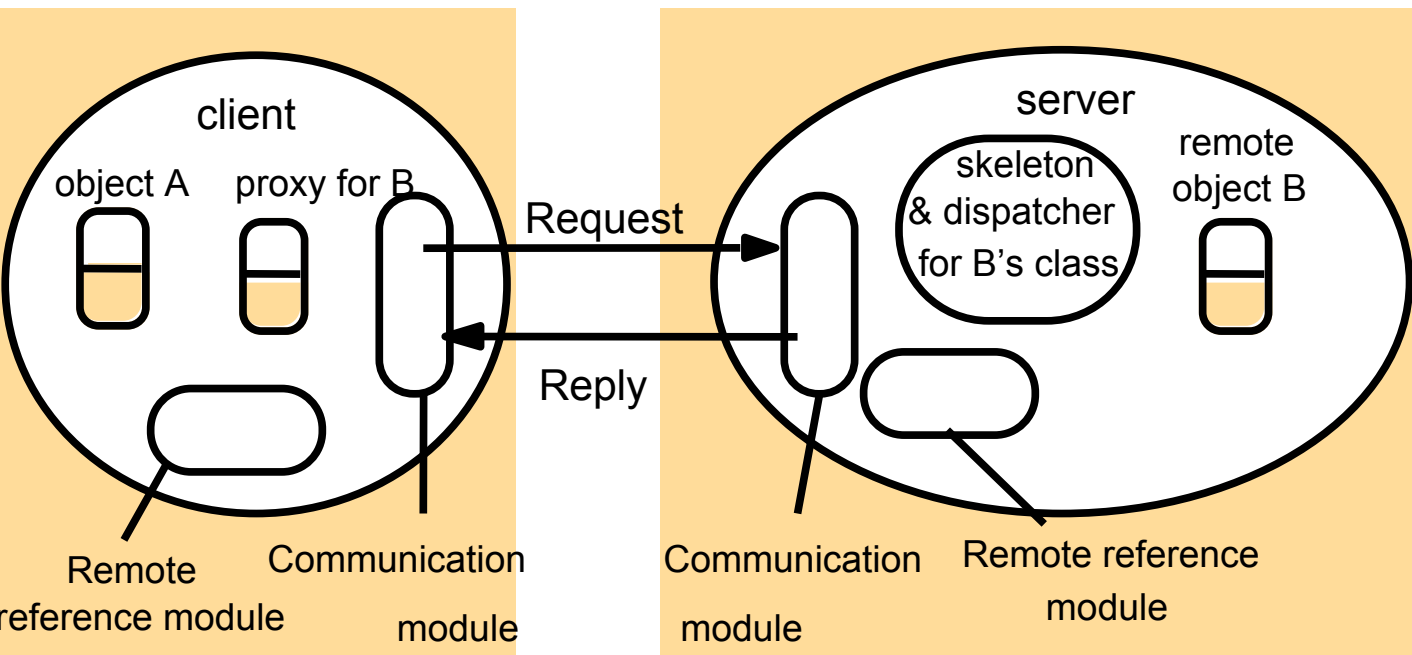 client
object A
proxy for B
Request
Reply
Remote
reference module
Communication
module
server
skeleton
& dispatcher
for B’s class
remote
object B
Communication
module
Remote reference
module